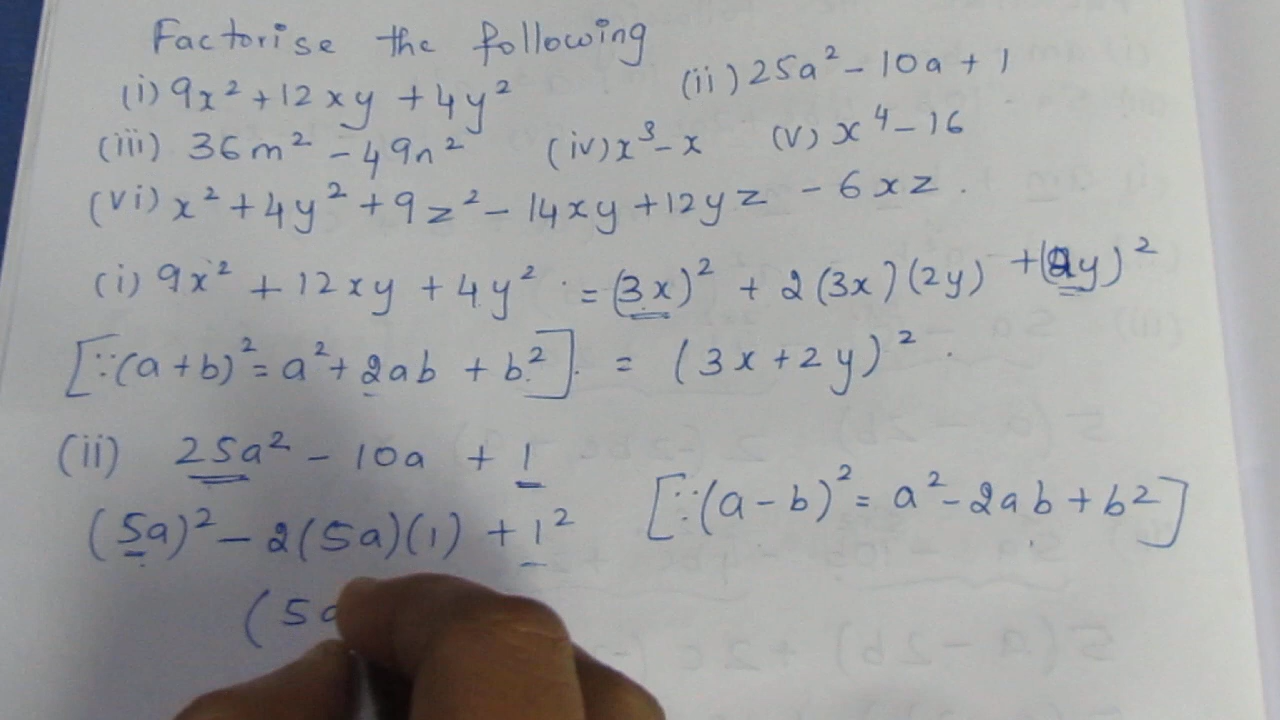 Factorise the following
(i) 9x² + 12xy + 4y² (ii) 25a² - 10a + 1
(iii) 36m² - 49n² (iv) x³ - x (v) x⁴ - 16
(vi) x² + 4y² + 9z² - 14xy + 12yz - 6xz.
(i) 9x² + 12xy + 4y² = (3x)² + 2(3x)(2y) + (2y)²
[∵(a+b)² = a² + 2ab + b²]. = (3x + 2y)².
(ii) 25a² - 10a + 1
(5a)² - 2(5a)(1) + 1² [∵(a-b)² = a² - 2ab + b²]
(5a